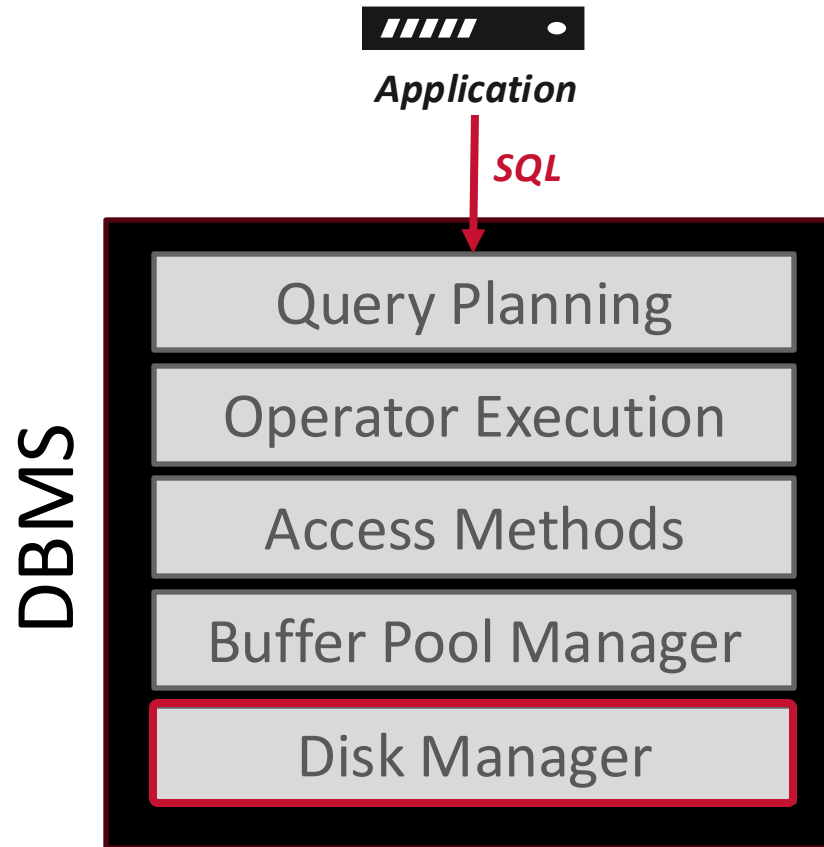 Application
SQL
DBMS
Query Planning
Operator Execution
Access Methods
Buffer Pool Manager
Disk Manager